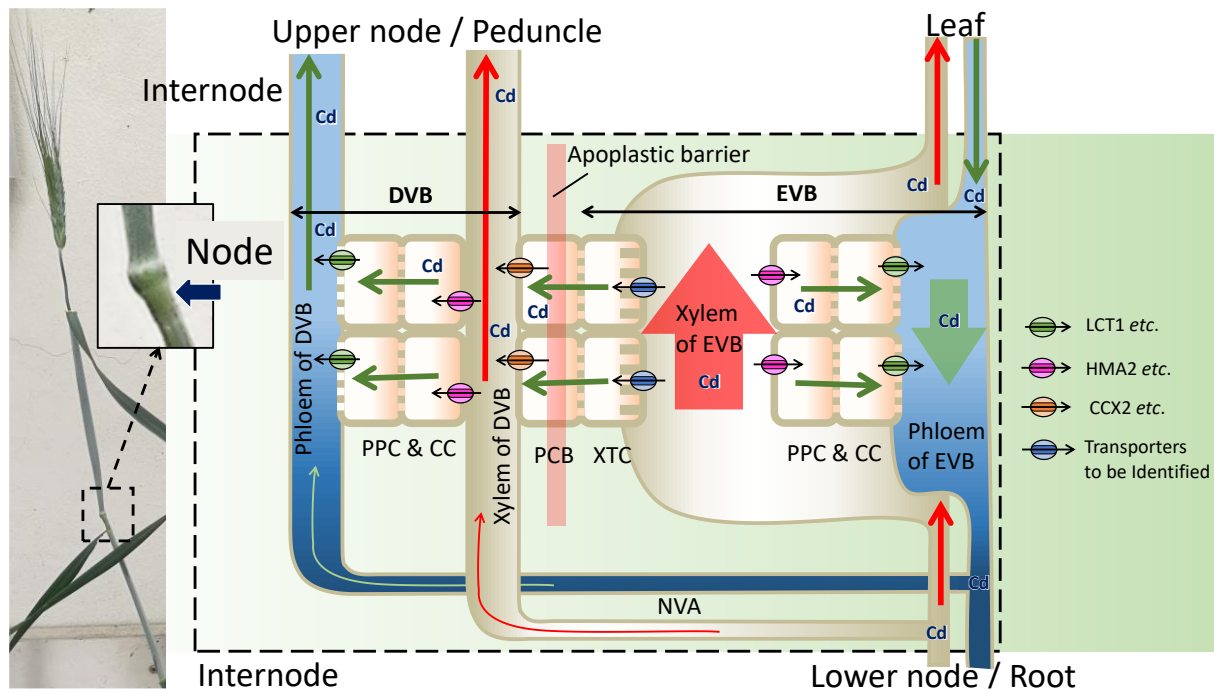 Upper node / Peduncle
Leaf
Internode
Cd
Cd
Cd
Cd
Apoplastic barrier
DVB
EVB
Node
Cd
Cd
Cd
Cd
Cd
Cd
Xylem
of EVB
Cd
Cd
Phloem of DVB
Xylem of DVB
PPC & CC
PCB
XTC
PPC & CC
Phloem
of EVB
LCT1 etc.
HMA2 etc.
CCX2 etc.
Transporters
to be Identified
Cd
NVA
Cd
Internode
Lower node / Root